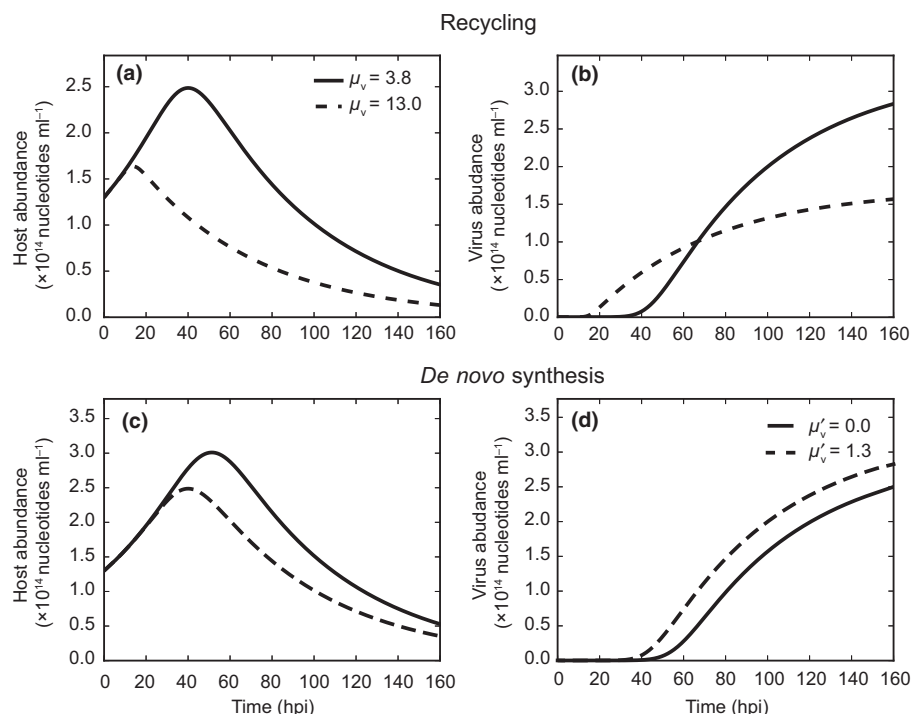 Recycling
(a)
μv = 3.8
μv = 13.0
Host abundance
(×10¹⁴ nucleotides ml⁻¹)
2.5
2.0
1.5
1.0
0.5
0.0
0 20 40 60 80 100 120 140 160
(b)
Virus abudance
(×10¹⁴ nucleotides ml⁻¹)
3.0
2.5
2.0
1.5
1.0
0.5
0.0
0 20 40 60 80 100 120 140 160
De novo synthesis
(c)
Host abundance
(×10¹⁴ nucleotides ml⁻¹)
3.5
3.0
2.5
2.0
1.5
1.0
0.5
0.0
0 20 40 60 80 100 120 140 160
Time (hpi)
(d)
μ′v = 0.0
μ′v = 1.3
Virus abudance
(×10¹⁴ nucleotides ml⁻¹)
3.5
3.0
2.5
2.0
1.5
1.0
0.5
0.0
0 20 40 60 80 100 120 140 160
Time (hpi)